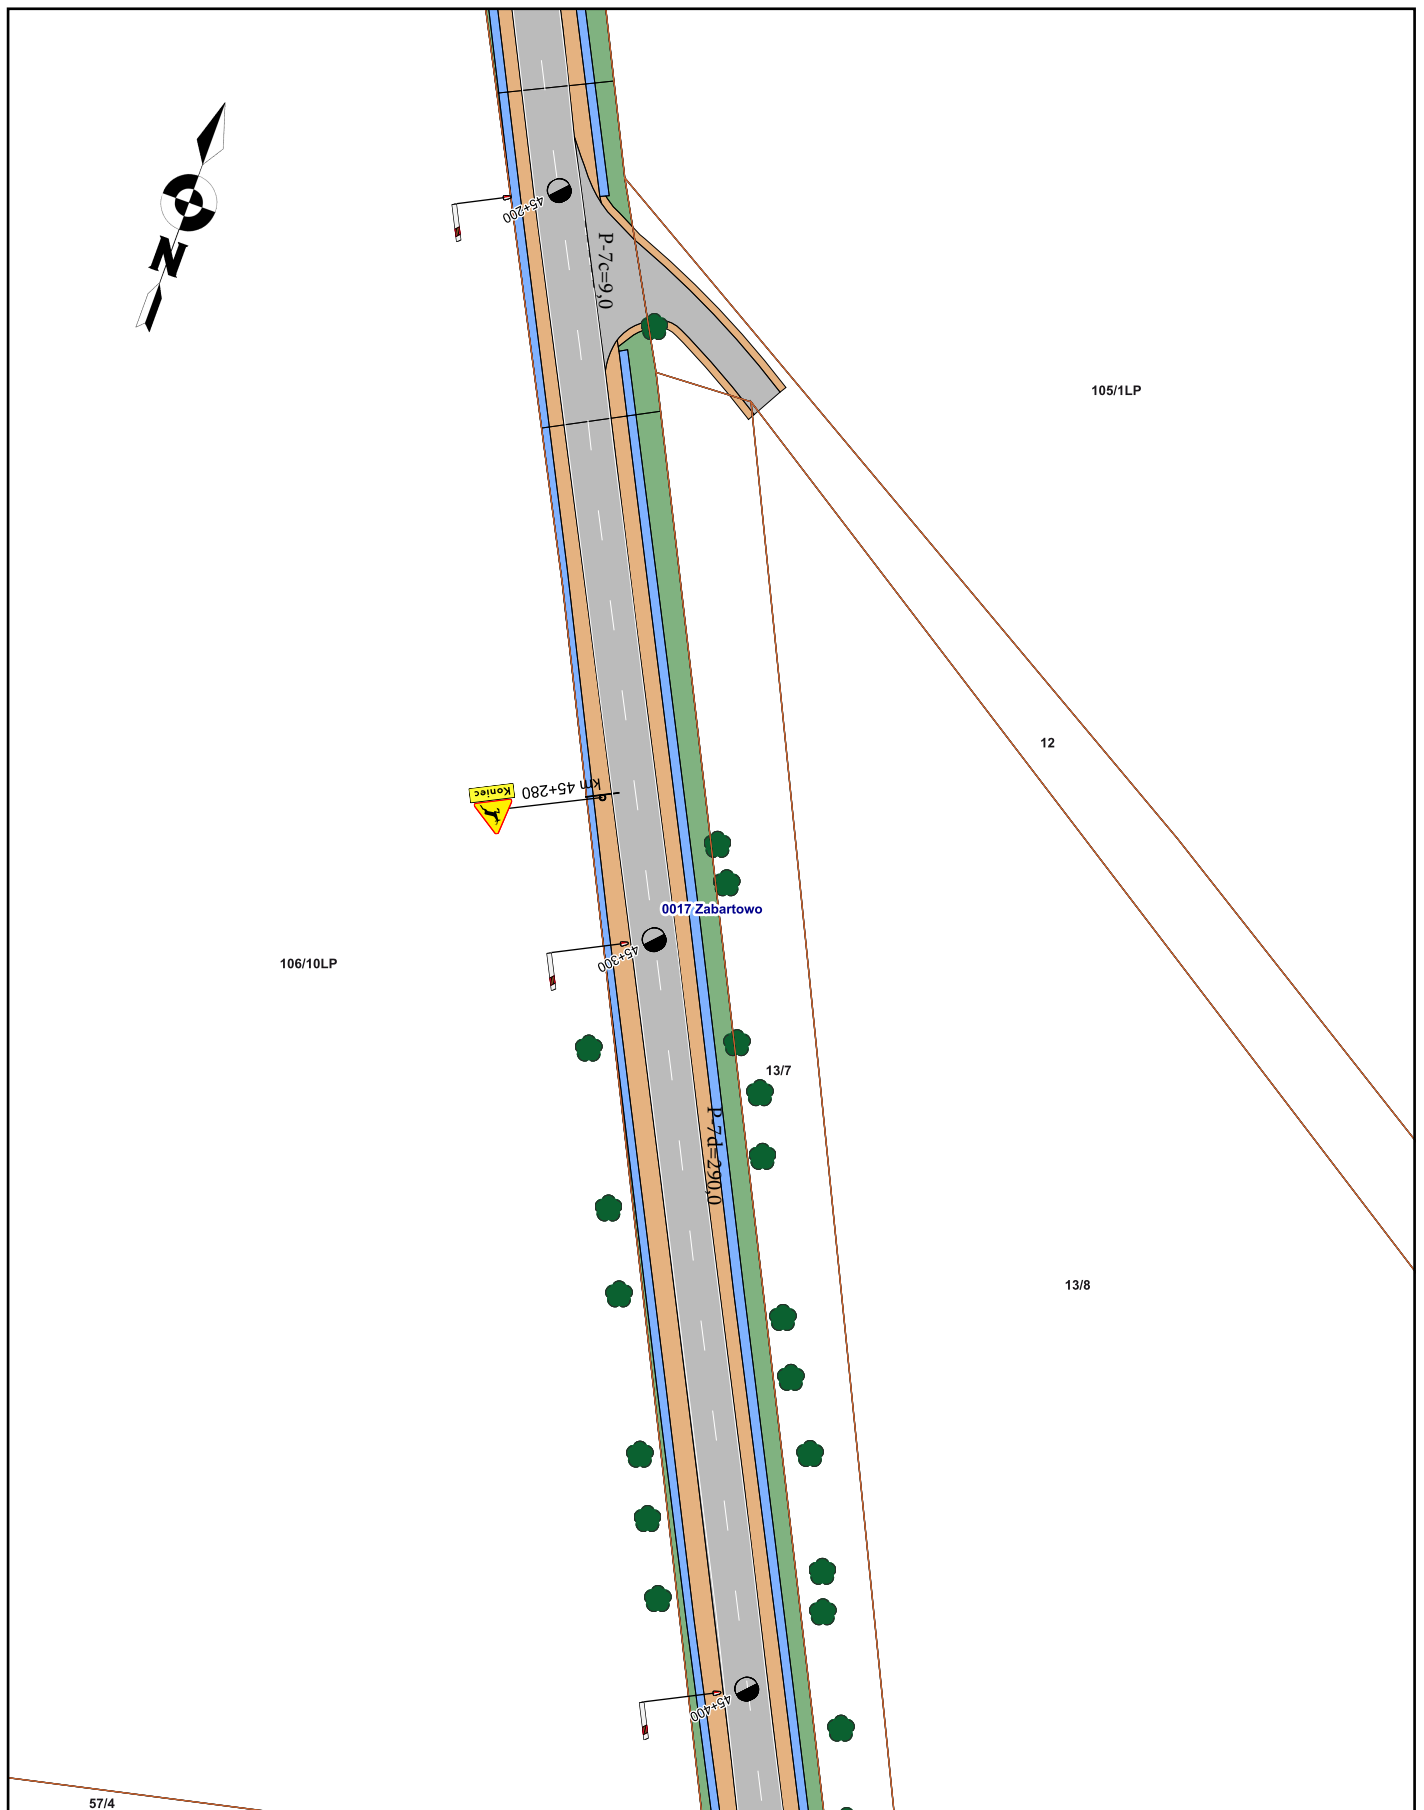 45+200
N
P-7c=9,0
105/1LP
12
Koniec
km 45+280
0017 Zabartowo
45+300
106/10LP
13/7
P-7d=290,0
13/8
45+400
57/4